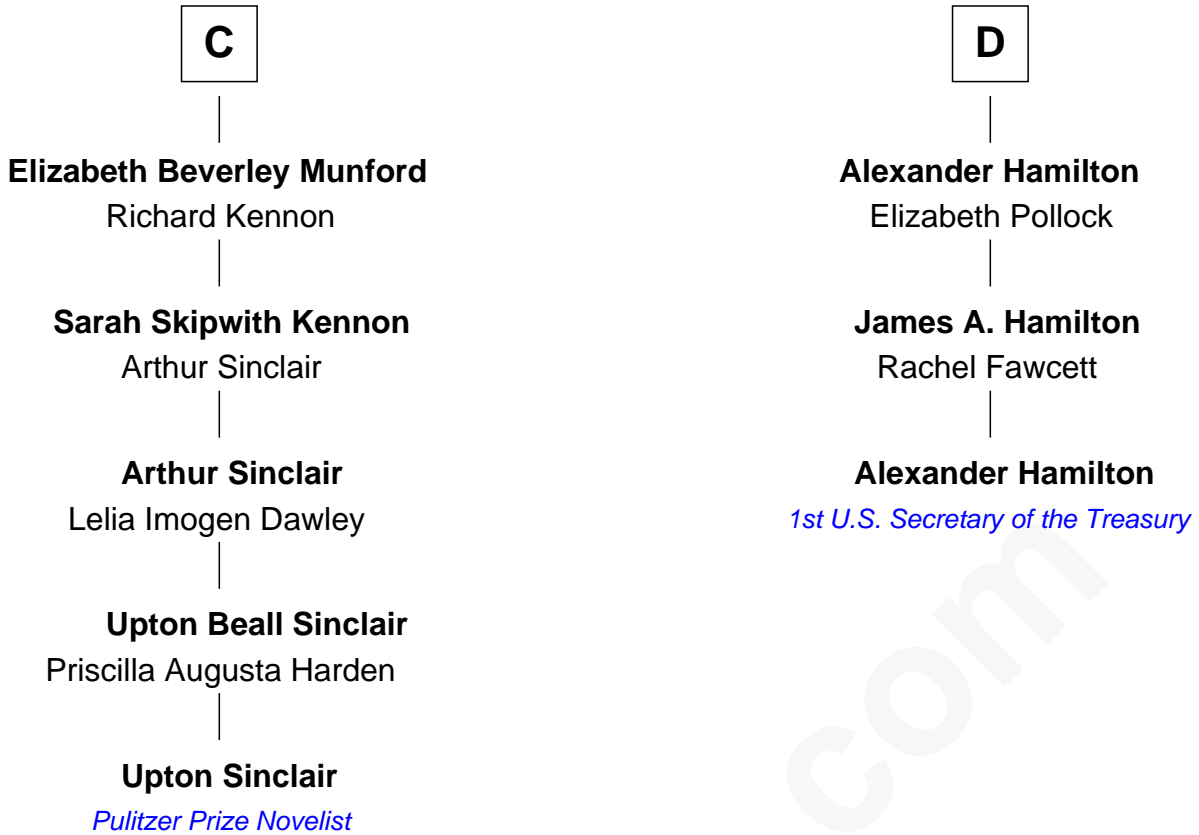 C
Elizabeth Beverley Munford
Richard Kennon
Sarah Skipwith Kennon
Arthur Sinclair
Arthur Sinclair
Lelia Imogen Dawley
Upton Beall Sinclair
Priscilla Augusta Harden
Upton Sinclair
Pulitzer Prize Novelist
D
Alexander Hamilton
Elizabeth Pollock
James A. Hamilton
Rachel Fawcett
Alexander Hamilton
1st U.S. Secretary of the Treasury
com